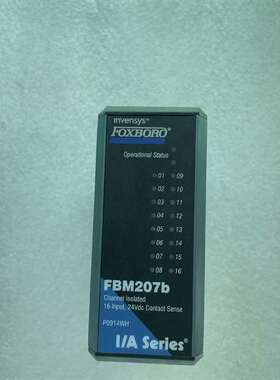 invensys™
FOXBORO®
Operational Status
01 09
02 10
03 11
04 12
05 13
06 14
07 15
08 16
FBM207b
Channel Isolated
16 Input, 24Vdc Contact Sense
P0914WH
I/A Series®